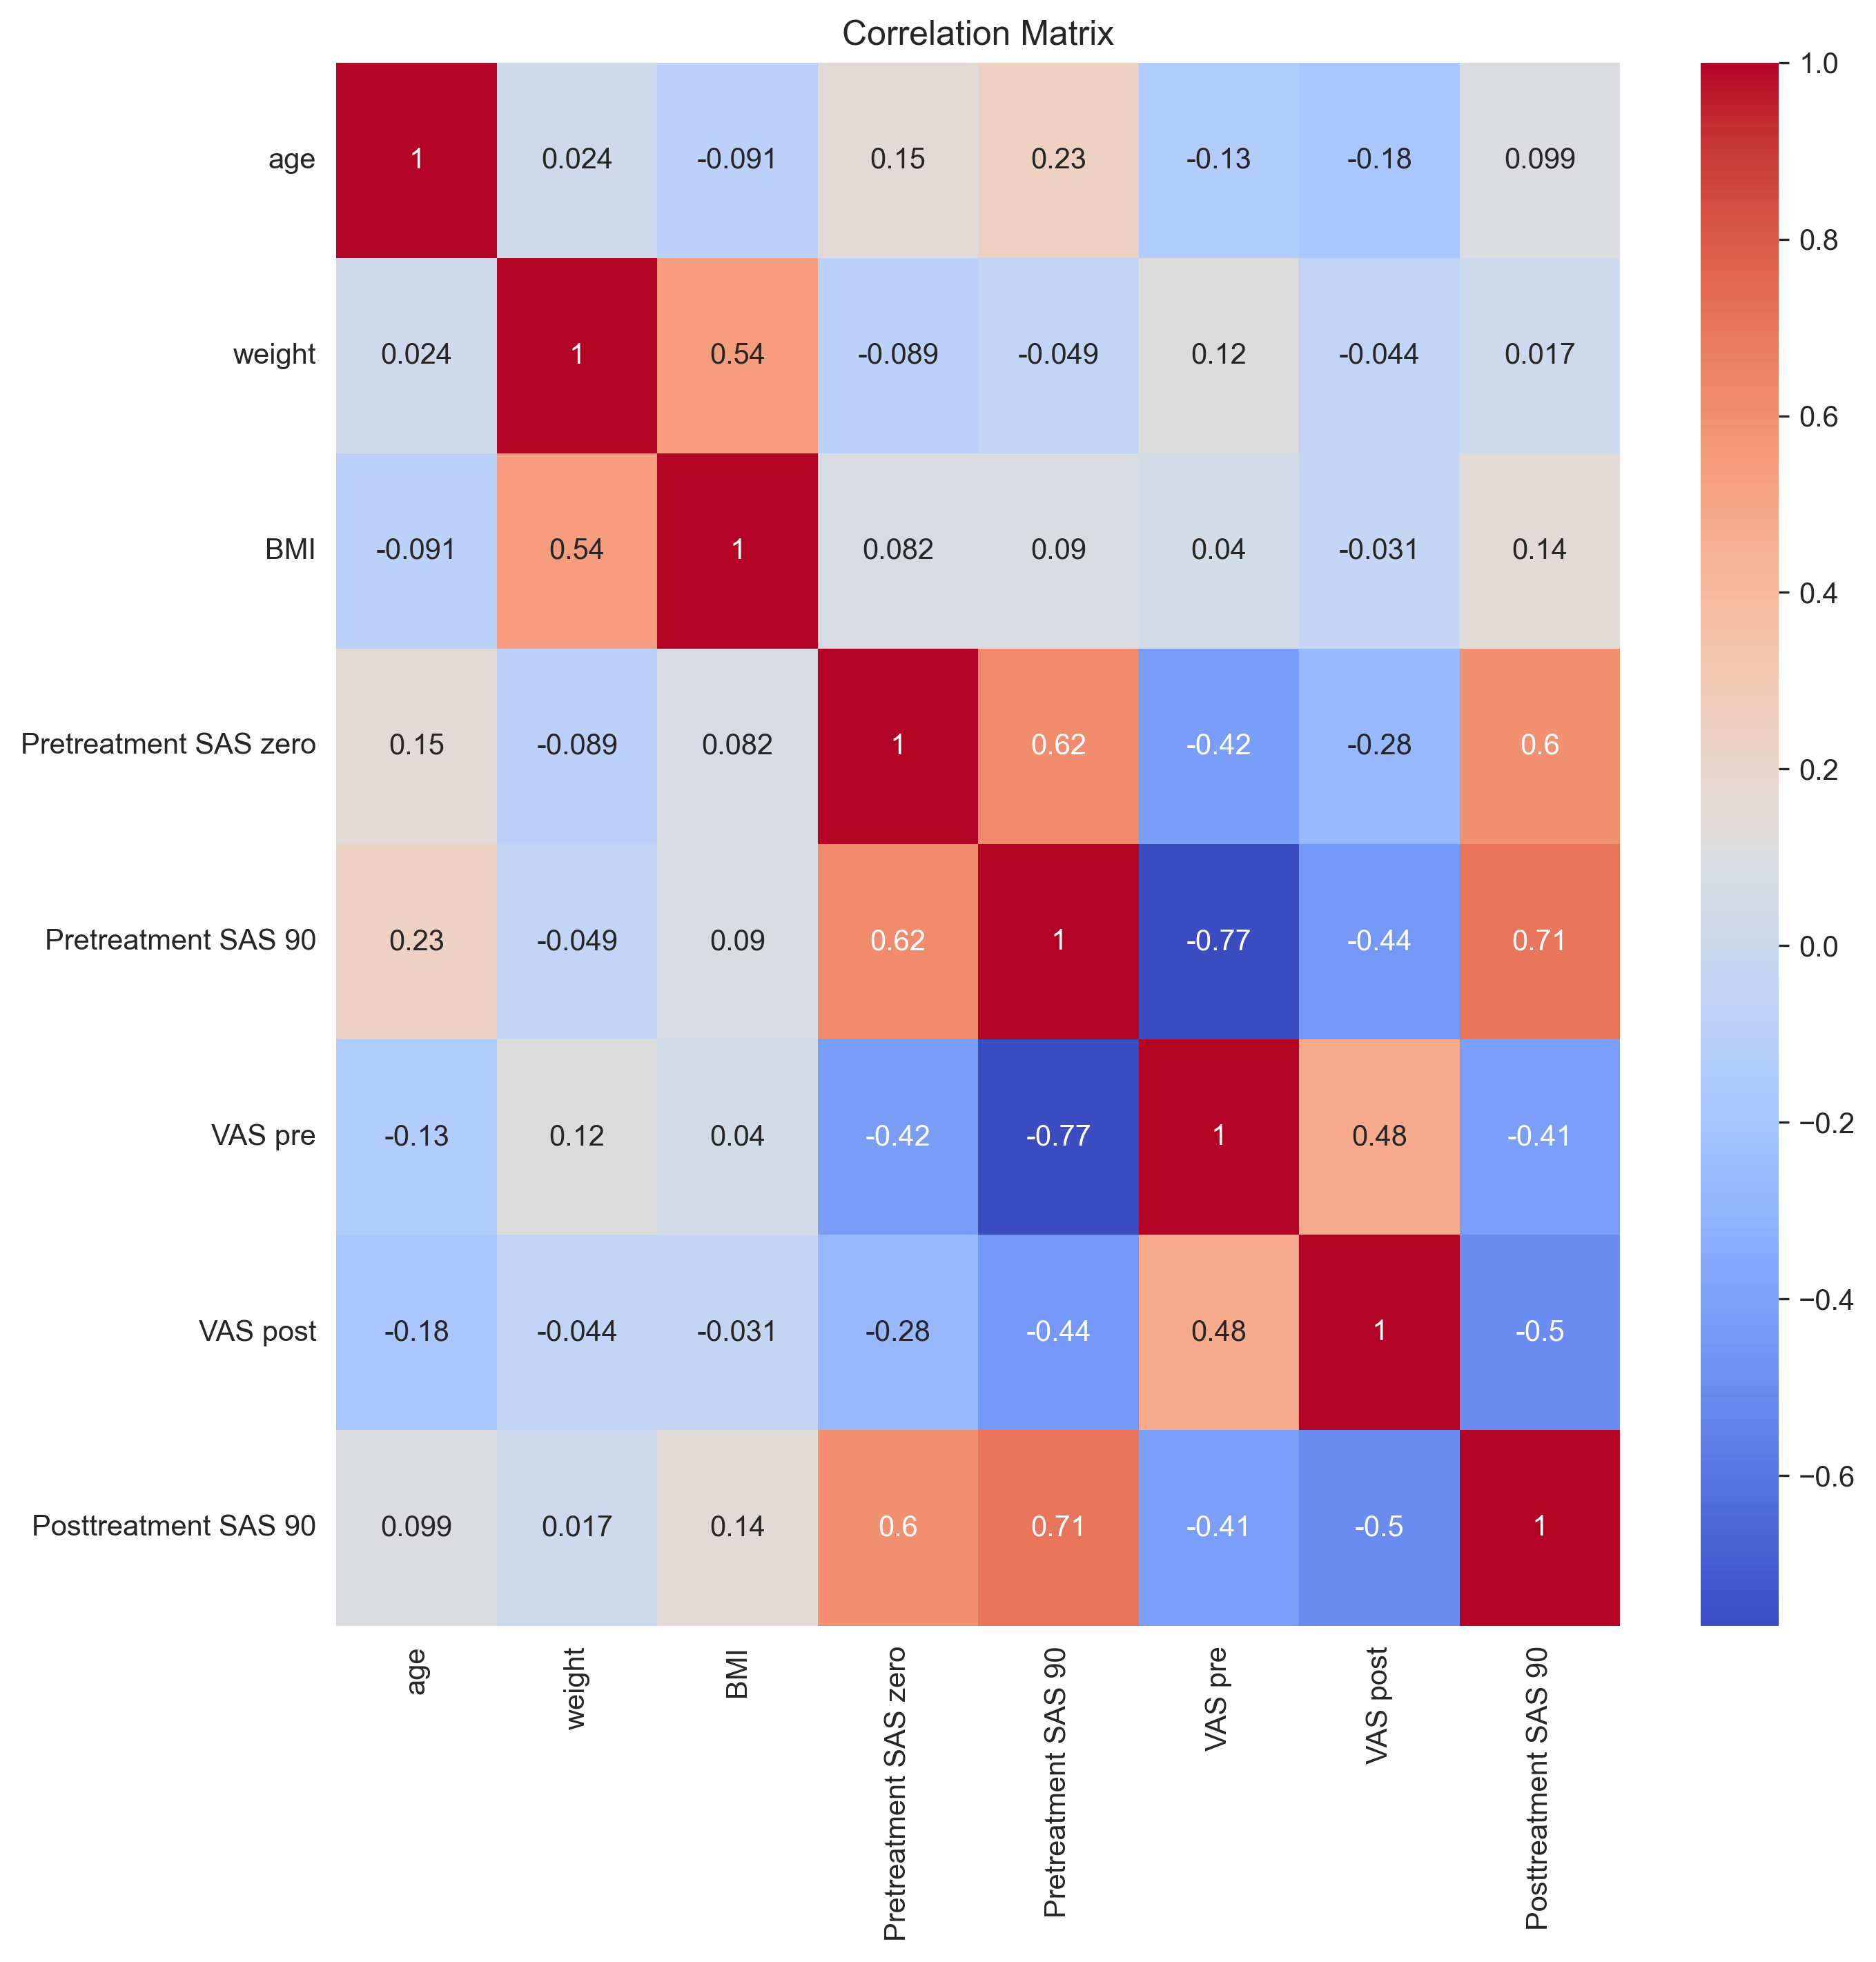 Correlation Matrix
age 1 0.024 -0.091 0.15 0.23 -0.13 -0.18 0.099
weight 0.024 1 0.54 -0.089 -0.049 0.12 -0.044 0.017
BMI -0.091 0.54 1 0.082 0.09 0.04 -0.031 0.14
Pretreatment SAS zero 0.15 -0.089 0.082 1 0.62 -0.42 -0.28 0.6
Pretreatment SAS 90 0.23 -0.049 0.09 0.62 1 -0.77 -0.44 0.71
VAS pre -0.13 0.12 0.04 -0.42 -0.77 1 0.48 -0.41
VAS post -0.18 -0.044 -0.031 -0.28 -0.44 0.48 1 -0.5
Posttreatment SAS 90 0.099 0.017 0.14 0.6 0.71 -0.41 -0.5 1
age
weight
BMI
Pretreatment SAS zero
Pretreatment SAS 90
VAS pre
VAS post
Posttreatment SAS 90
1.0
0.8
0.6
0.4
0.2
0.0
−0.2
−0.4
−0.6